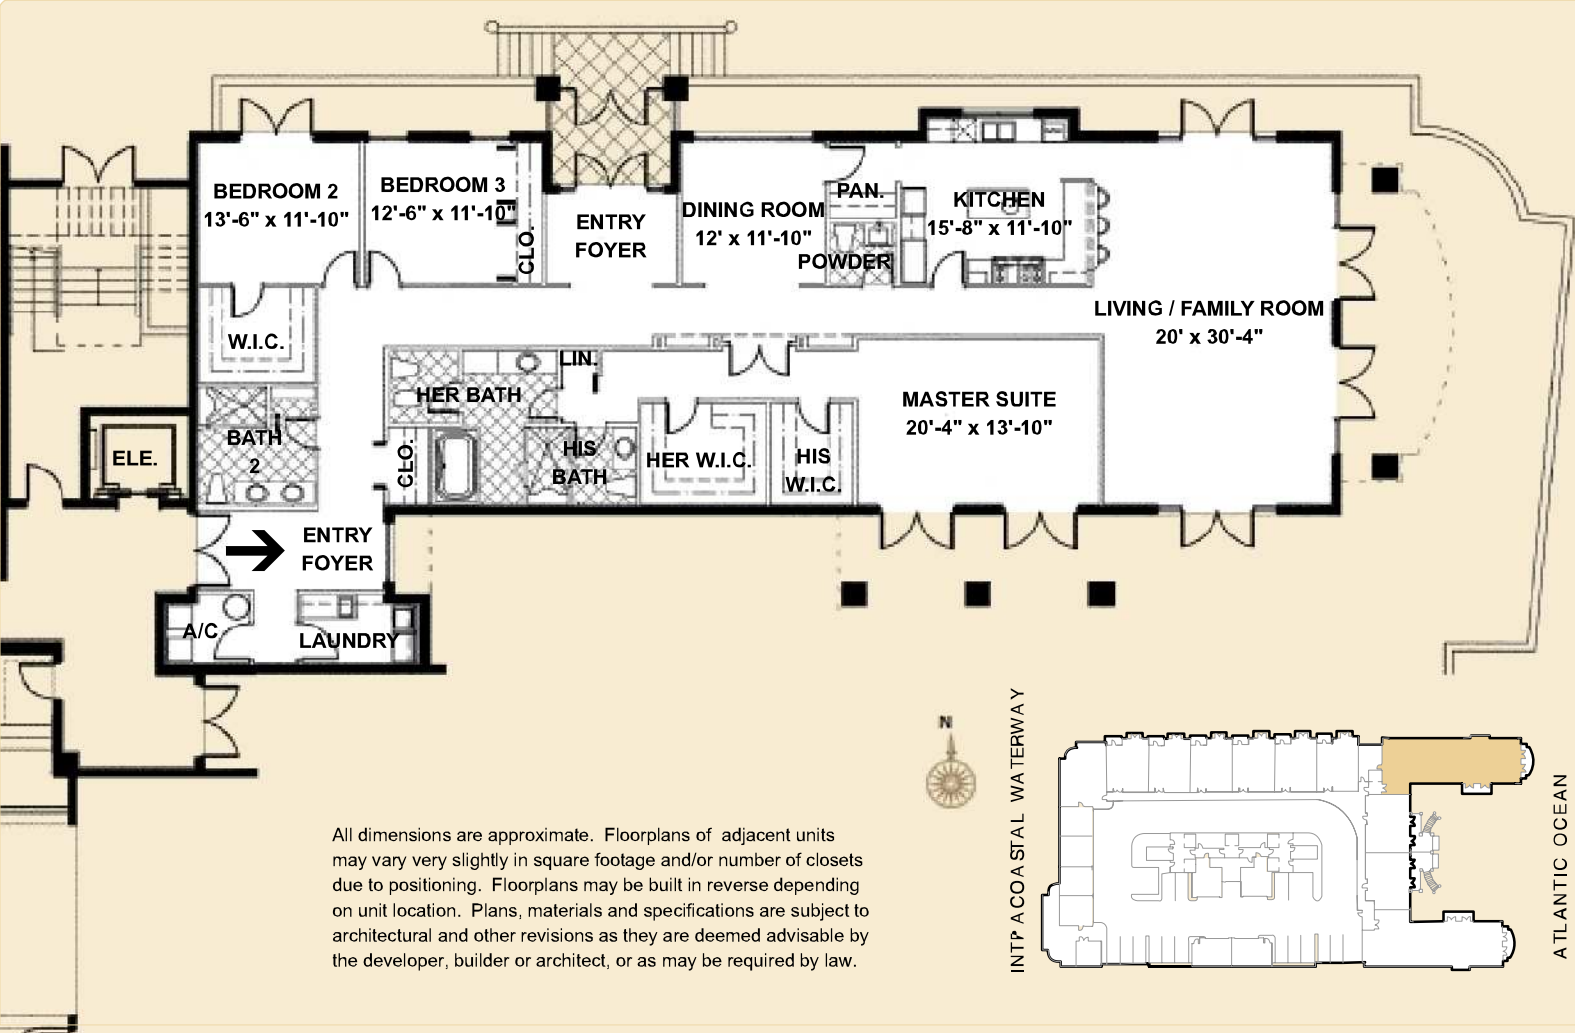 BEDROOM 2
13'-6" x 11'-10"
BEDROOM 3
12'-6" x 11'-10"
CLO.
ENTRY
FOYER
DINING ROOM
12' x 11'-10"
PAN.
POWDER
KITCHEN
15'-8" x 11'-10"
LIVING / FAMILY ROOM
20' x 30'-4"
W.I.C.
LIN.
HER BATH
MASTER SUITE
20'-4" x 13'-10"
BATH
2
ELE.
CLO.
HIS
BATH
HER W.I.C.
HIS
W.I.C.
ENTRY
FOYER
A/C
LAUNDRY
N
INTPACOASTAL WATERWAY
ATLANTIC OCEAN
All dimensions are approximate.  Floorplans of  adjacent units
may vary very slightly in square footage and/or number of closets
due to positioning.  Floorplans may be built in reverse depending
on unit location.  Plans, materials and specifications are subject to
architectural and other revisions as they are deemed advisable by
the developer, builder or architect, or as may be required by law.